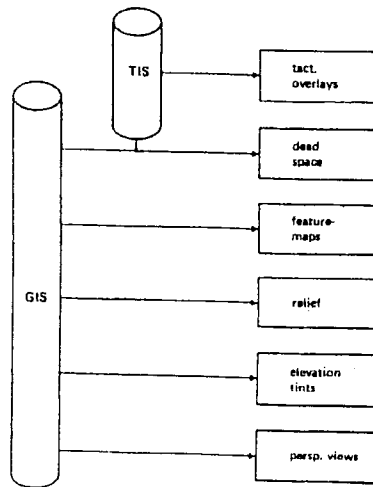 TIS
tact.
overlays
dead
space
feature-
maps
GIS
relief
elevation
tints
persp. views